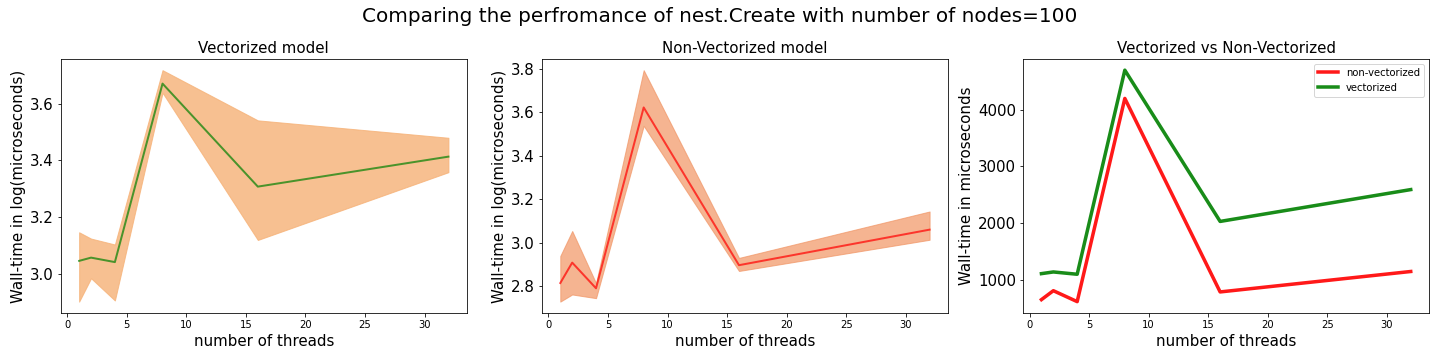 Comparing the perfromance of nest.Create with number of nodes=100
Vectorized model
Wall-time in log(microseconds)
3.6
3.4
3.2
3.0
0 5 10 15 20 25 30
number of threads
Non-Vectorized model
Wall-time in log(microseconds)
3.8
3.6
3.4
3.2
3.0
2.8
0 5 10 15 20 25 30
number of threads
Vectorized vs Non-Vectorized
non-vectorized
vectorized
Wall-time in microseconds
4000
3000
2000
1000
0 5 10 15 20 25 30
number of threads